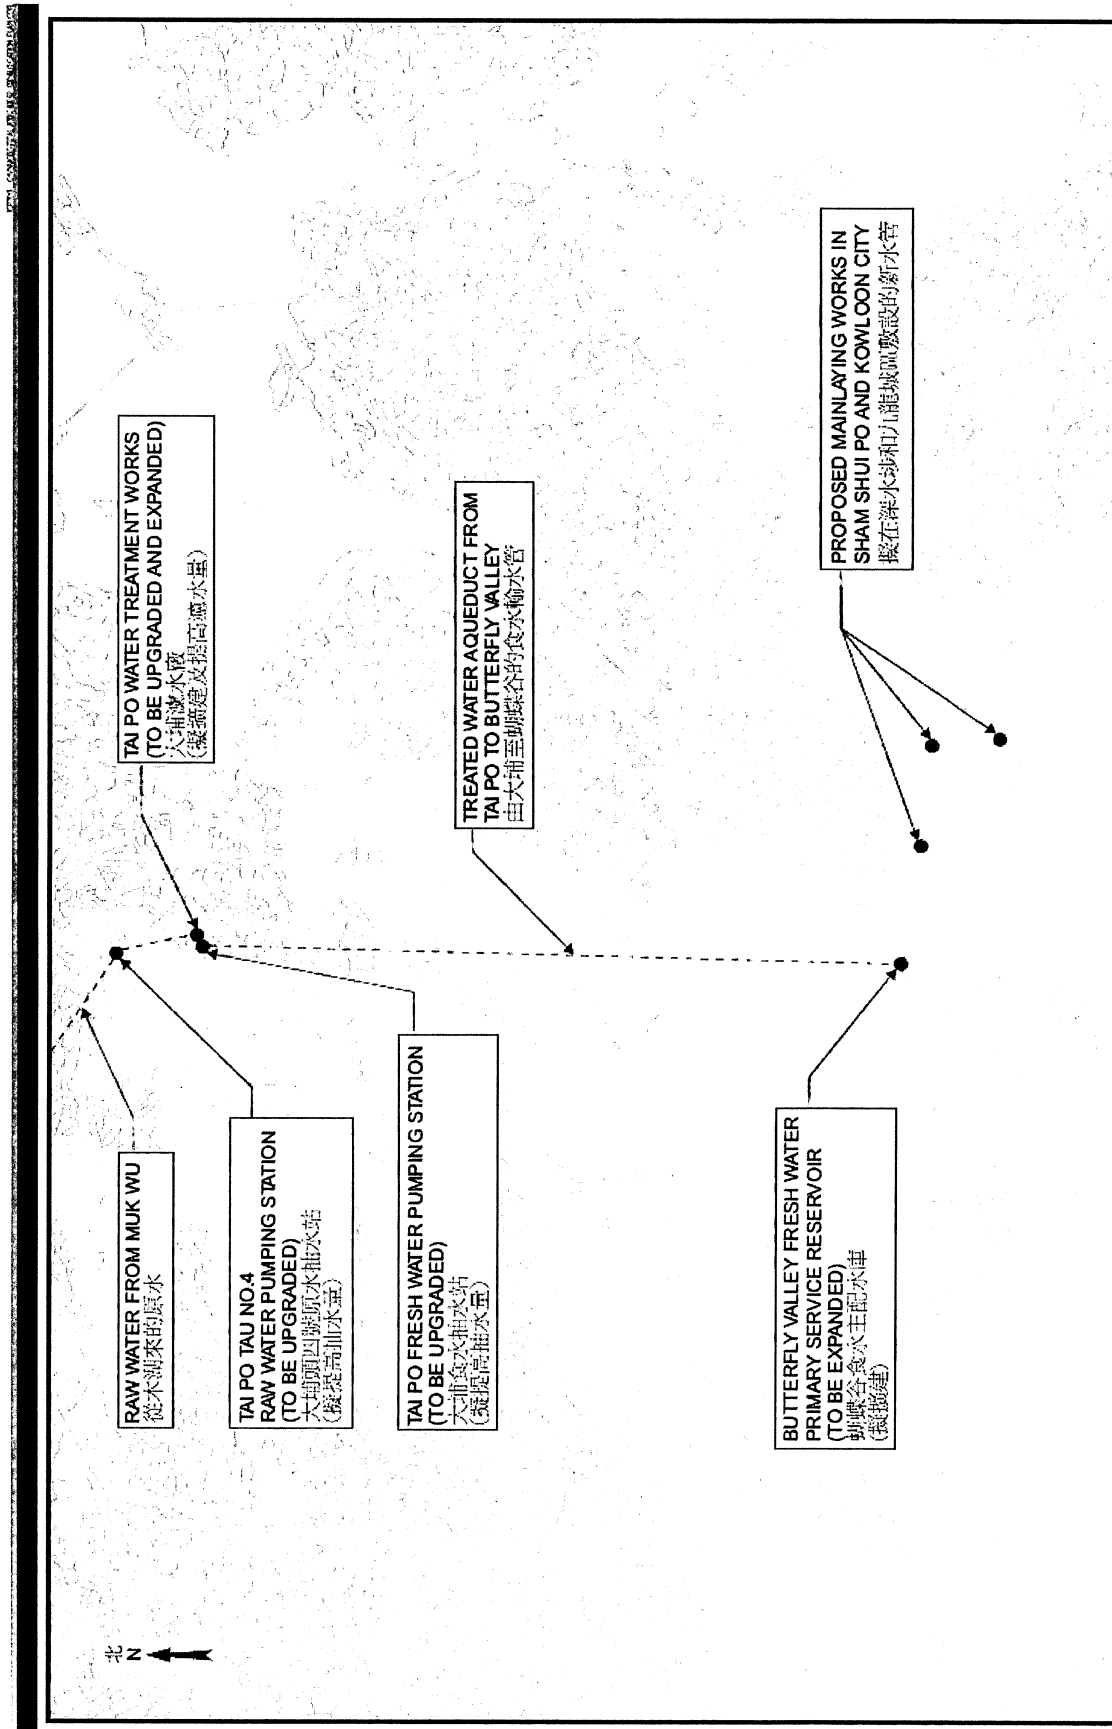 北
N
RAW WATER FROM MUK WU
從木湖來的原水
TAI PO TAU NO.4
RAW WATER PUMPING STATION
(TO BE UPGRADED)
大埔頭四號原水抽水站
(擬提高抽水量)
TAI PO FRESH WATER PUMPING STATION
(TO BE UPGRADED)
大埔食水抽水站
(擬提高抽水量)
BUTTERFLY VALLEY FRESH WATER
PRIMARY SERVICE RESERVOIR
(TO BE EXPANDED)
蝴蝶谷食水主配水庫
(擬擴建)
TAI PO WATER TREATMENT WORKS
(TO BE UPGRADED AND EXPANDED)
大埔濾水廠
(擬擴建及提高濾水量)
TREATED WATER AQUEDUCT FROM
TAI PO TO BUTTERFLY VALLEY
由大埔至蝴蝶谷的食水輸水管
PROPOSED MAINLAYING WORKS IN
SHAM SHUI PO AND KOWLOON CITY
擬在深水埗和九龍城區敷設的新水管